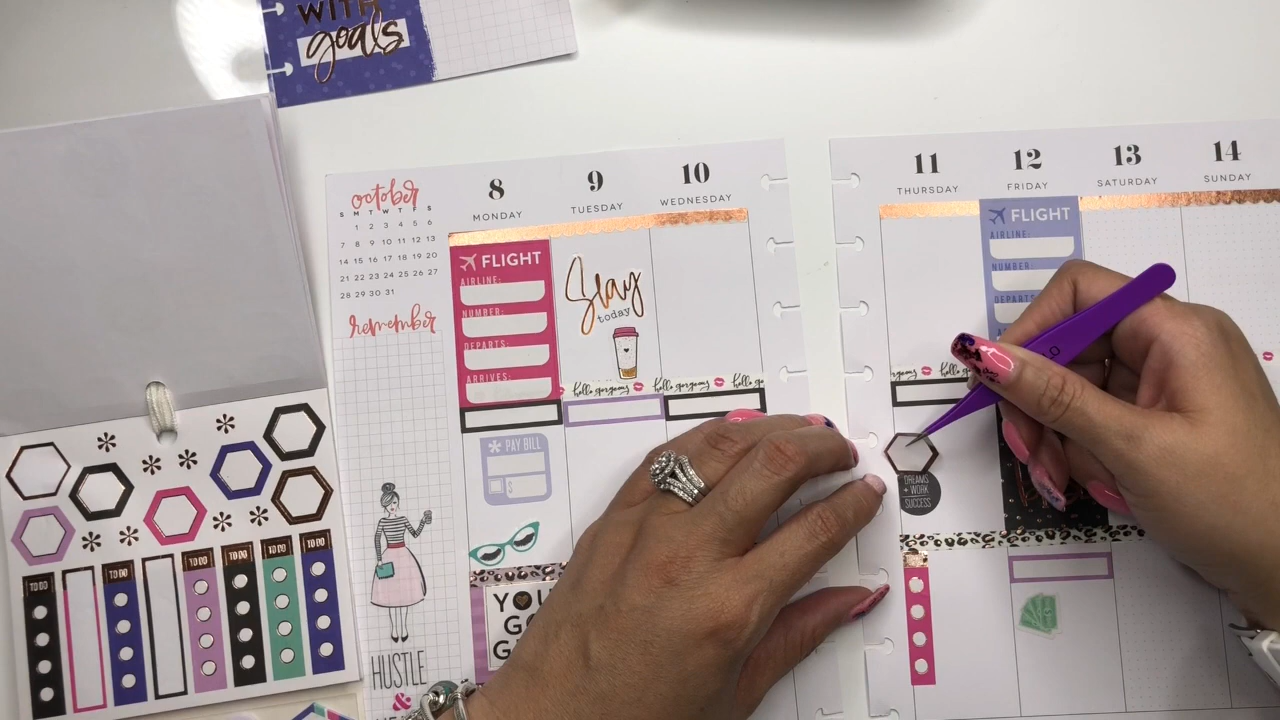 WITH
goals
october
S M T W T F S
1 2 3 4 5 6
7 8 9 10 11 12 13
14 15 16 17 18 19 20
21 22 23 24 25 26 27
28 29 30 31
remember
HUSTLE
&
8
MONDAY
9
TUESDAY
10
WEDNESDAY
FLIGHT
AIRLINE:
NUMBER:
DEPARTS:
ARRIVES:
Slay
today
hello gorgeous hello gorgeous hello
PAY BILL
$
YOU
GO
11
THURSDAY
12
FRIDAY
13
SATURDAY
14
SUNDAY
FLIGHT
AIRLINE:
NUMBER:
DEPARTS
hello
DREAMS
+ WORK
SUCCESS
TO DO
TO DO
TO DO
TO DO
TO DO
TO DO